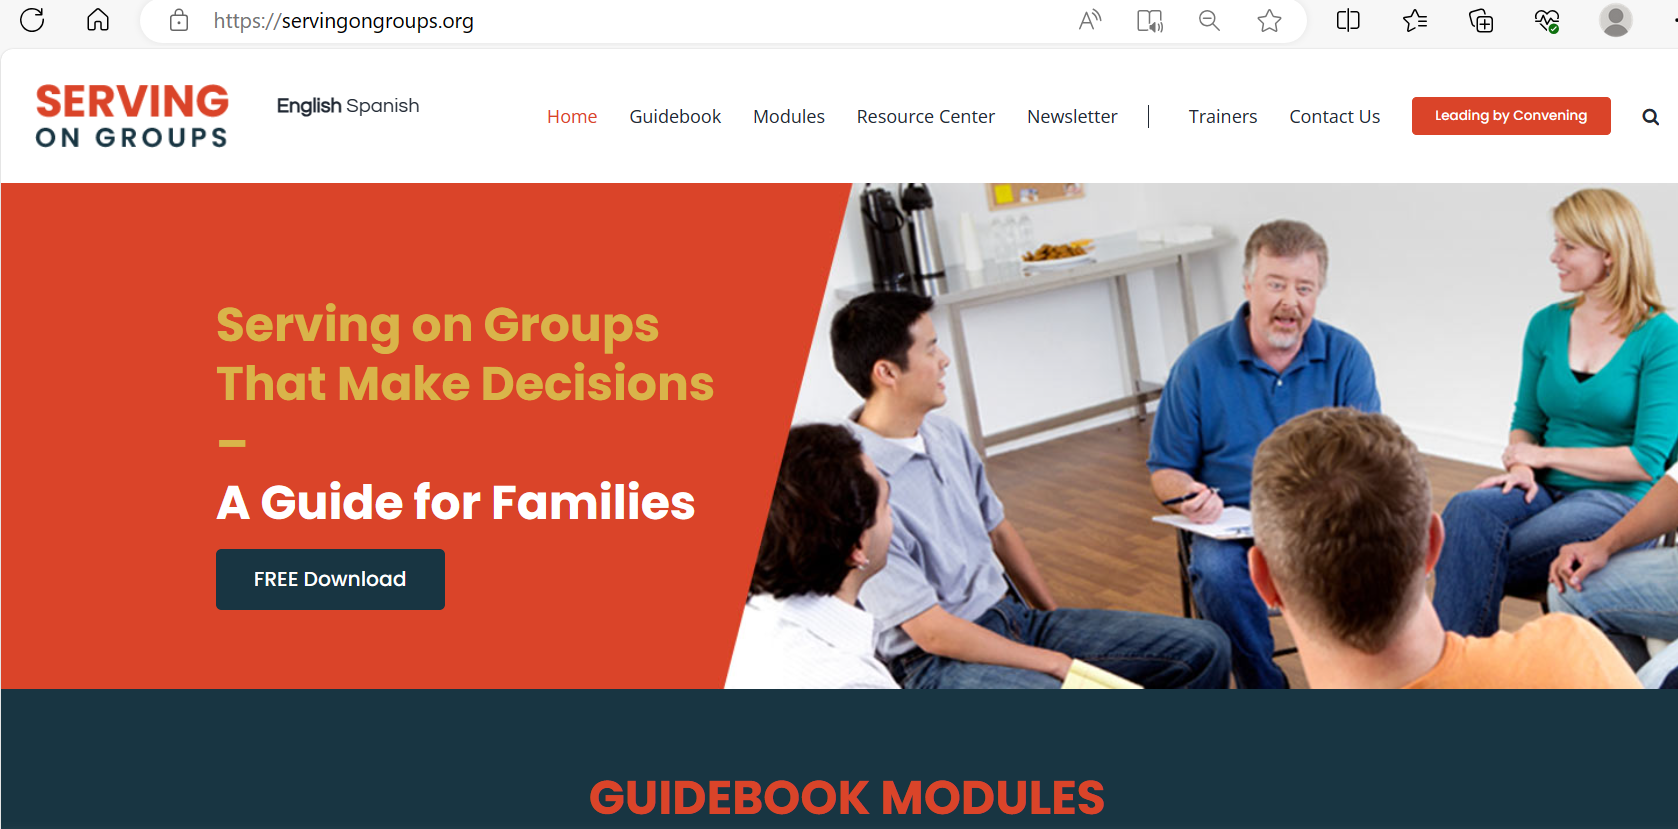 https://servingongroups.org
SERVING
ON GROUPS
English Spanish
Home Guidebook Modules Resource Center Newsletter Trainers Contact Us Leading by Convening
Serving on Groups
That Make Decisions
–
A Guide for Families
FREE Download
GUIDEBOOK MODULES